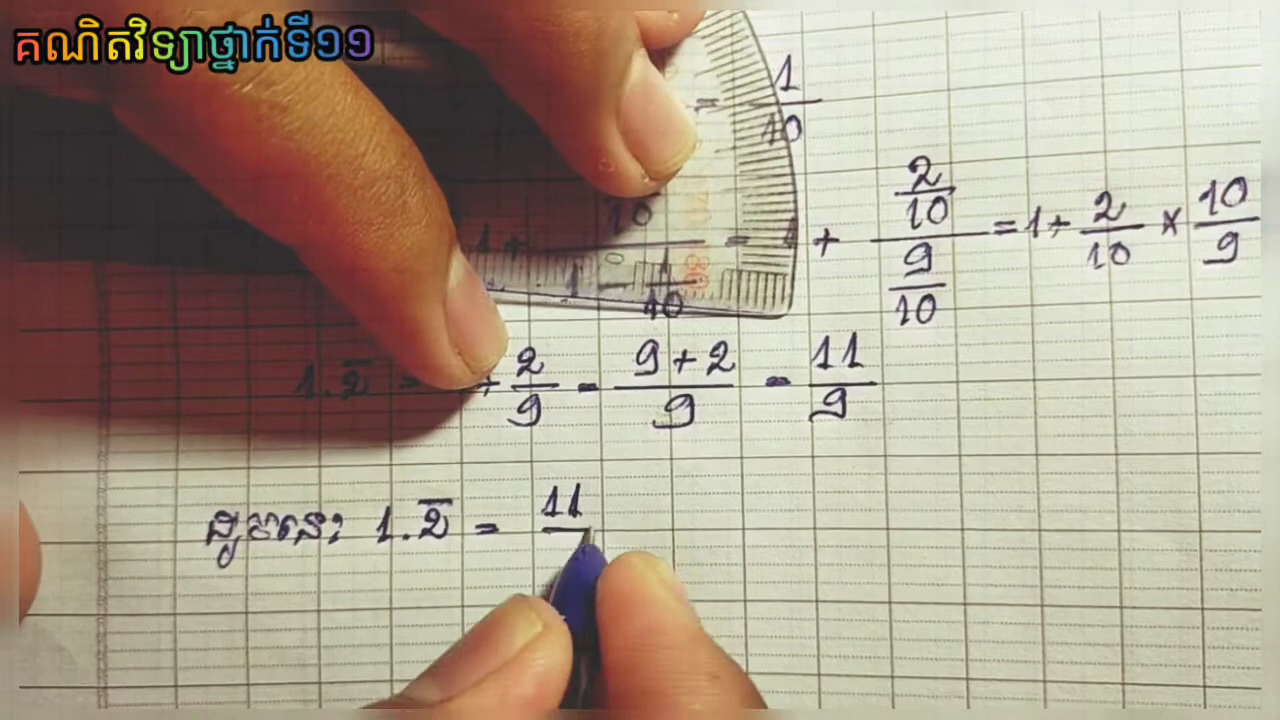 គណិតវិទ្យាថ្នាក់ទី១១
= 1/10
1 + (2/10)/(9/10) = 1 + 2/10 × 10/9
1.2̅ = + 2/9 = (9 + 2)/9 = 11/9
ដូចនេះ 1.2̅ = 11